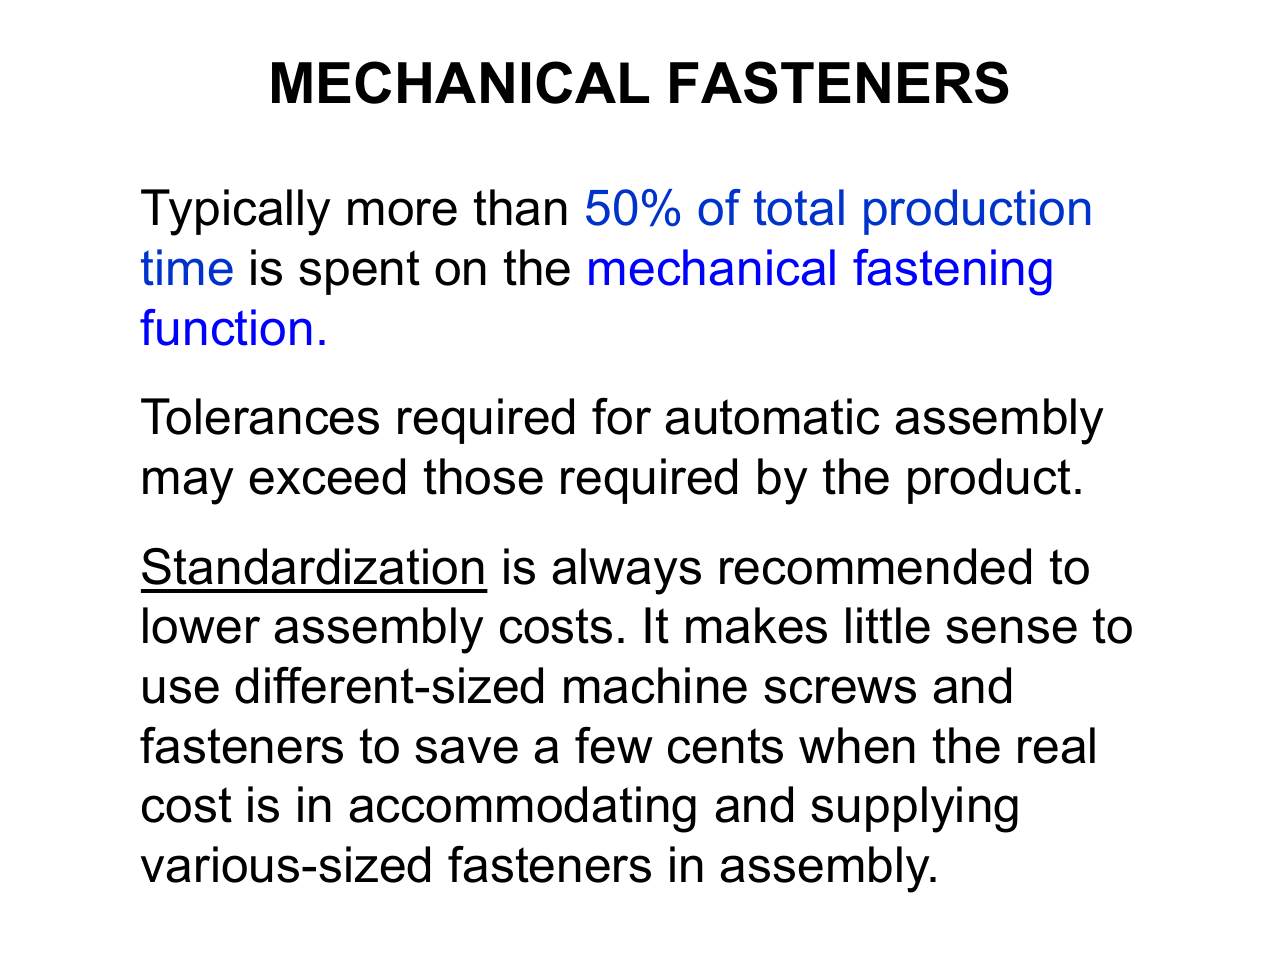 MECHANICAL FASTENERS
Typically more than 50% of total production
time is spent on the mechanical fastening
function.
Tolerances required for automatic assembly
may exceed those required by the product.
Standardization is always recommended to
lower assembly costs. It makes little sense to
use different-sized machine screws and
fasteners to save a few cents when the real
cost is in accommodating and supplying
various-sized fasteners in assembly.